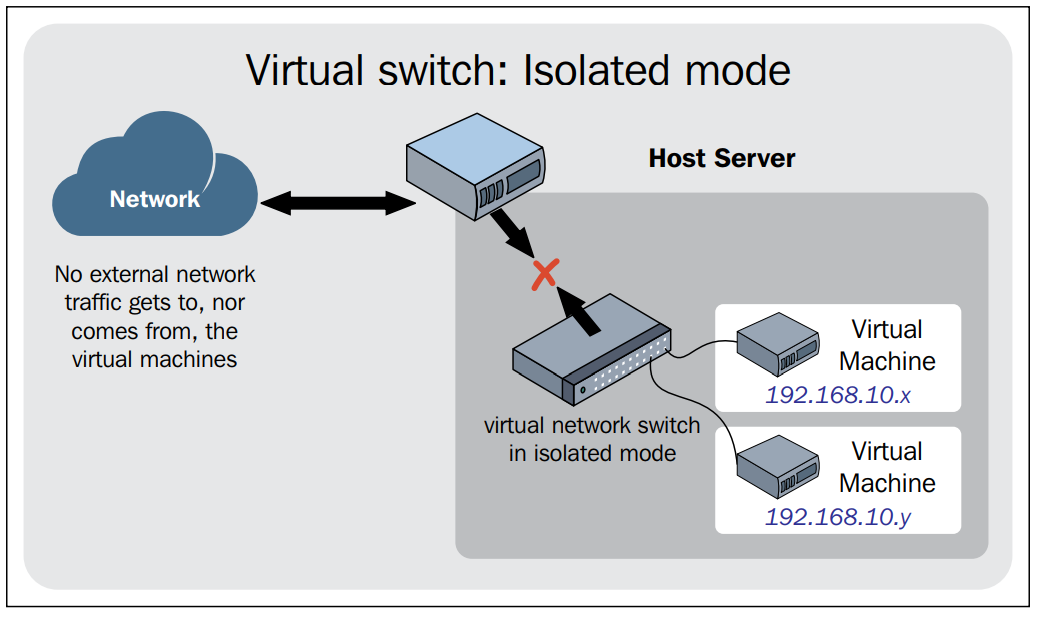 Virtual switch: Isolated mode
Host Server
Network
No external network
traffic gets to, nor
comes from, the
virtual machines
Virtual
Machine
192.168.10.x
virtual network switch
in isolated mode
Virtual
Machine
192.168.10.y